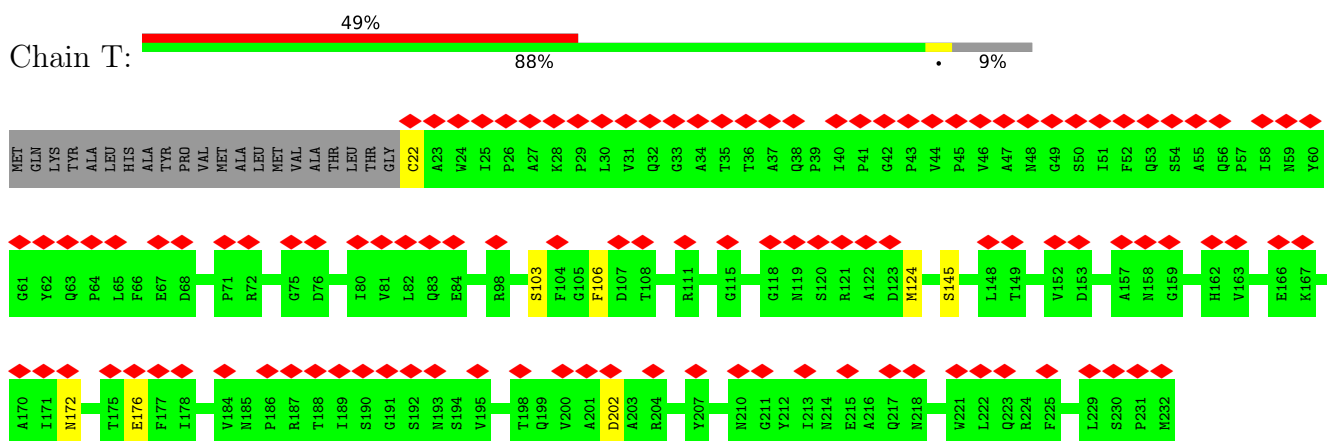 49%
Chain T:
88%
•
9%
MET GLN LYS TYR ALA LEU HIS ALA TYR PRO VAL MET ALA LEU MET VAL ALA THR LEU THR GLY C22 A23 W24 I25 P26 A27 K28 P29 L30 V31 Q32 G33 A34 T35 T36 A37 Q38 P39 I40 P41 G42 P43 V44 P45 V46 A47 N48 G49 S50 I51 F52 Q53 S54 A55 Q56 P57 I58 N59 Y60
G61 Y62 Q63 P64 L65 F66 E67 D68 P71 R72 G75 D76 I80 V81 L82 Q83 E84 R98 S103 F104 G105 F106 D107 T108 R111 G115 G118 N119 S120 R121 A122 D123 M124 S145 L148 T149 V152 D153 A157 N158 G159 H162 V163 E166 K167
A170 I171 N172 T175 E176 F177 I178 V184 N185 P186 R187 T188 I189 S190 G191 S192 N193 S194 V195 T198 Q199 V200 A201 D202 A203 R204 Y207 N210 G211 Y212 I213 N214 E215 A216 Q217 N218 W221 L222 Q223 R224 F225 L229 S230 P231 M232